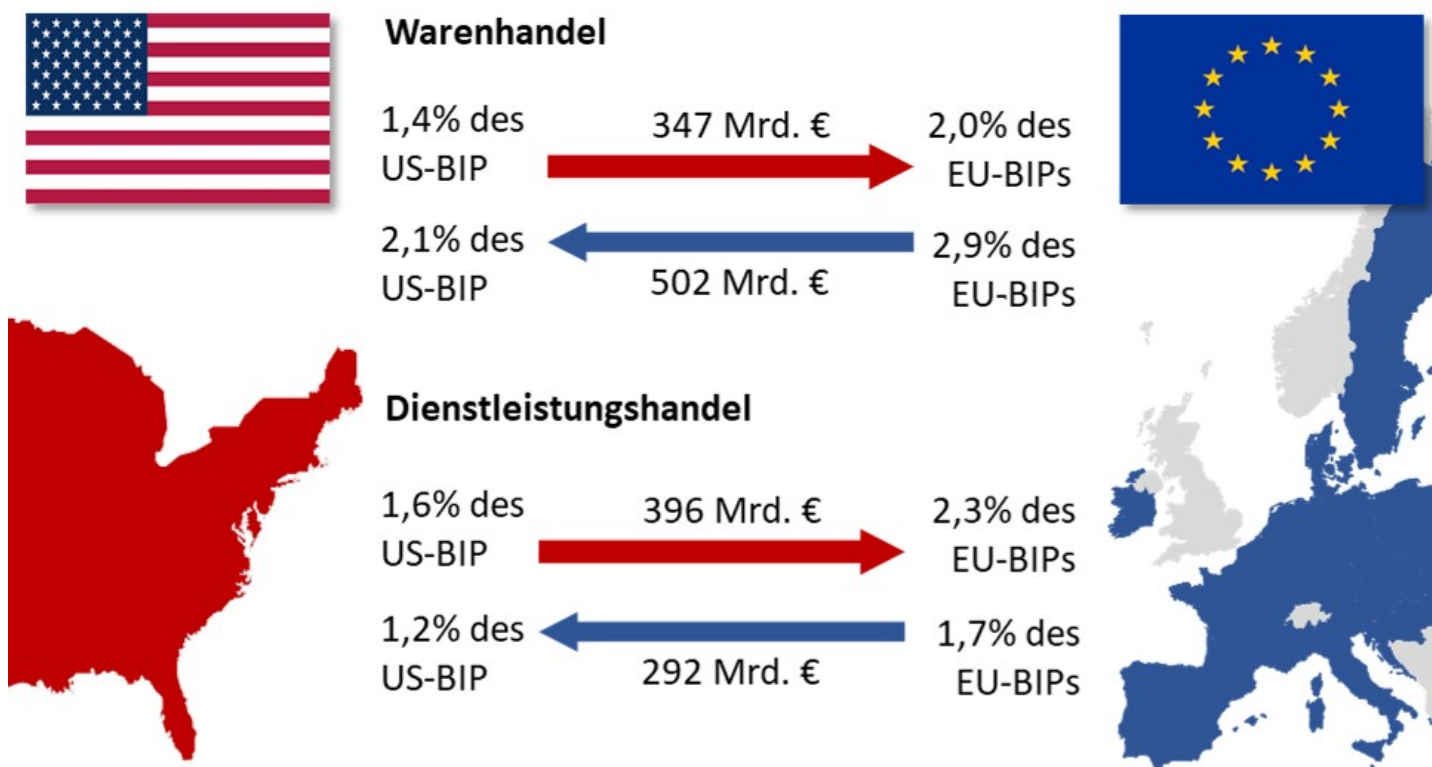 Warenhandel
1,4% des
US-BIP
347 Mrd. €
2,0% des
EU-BIPs
2,1% des
US-BIP
502 Mrd. €
2,9% des
EU-BIPs
Dienstleistungshandel
1,6% des
US-BIP
396 Mrd. €
2,3% des
EU-BIPs
1,2% des
US-BIP
292 Mrd. €
1,7% des
EU-BIPs